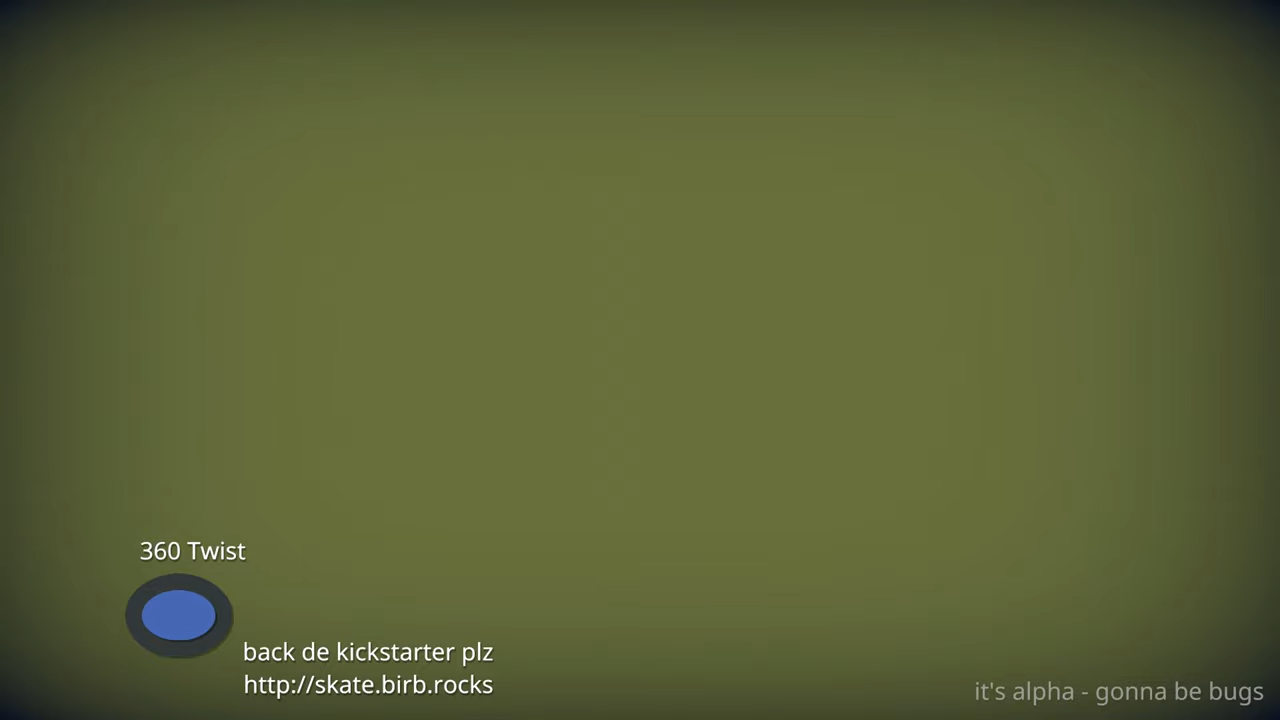 360 Twist
back de kickstarter plz
http://skate.birb.rocks
it's alpha - gonna be bugs